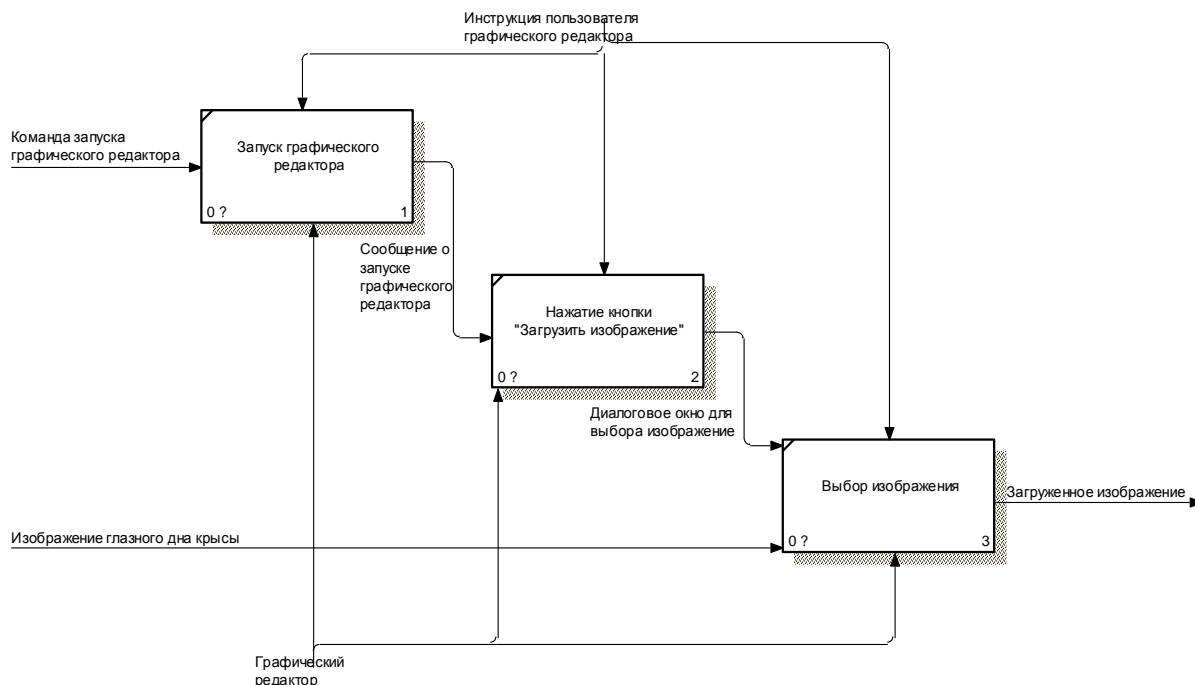 Инструкция пользователя
графического редактора
Команда запуска
графического редактора
Запуск графического
редактора
0 ?
1
Сообщение о
запуске
графического
редактора
Нажатие кнопки
"Загрузить изображение"
0 ?
2
Диалоговое окно для
выбора изображение
Выбор изображения
0 ?
3
Загруженное изображение
Изображение глазного дна крысы
Графический
редактор